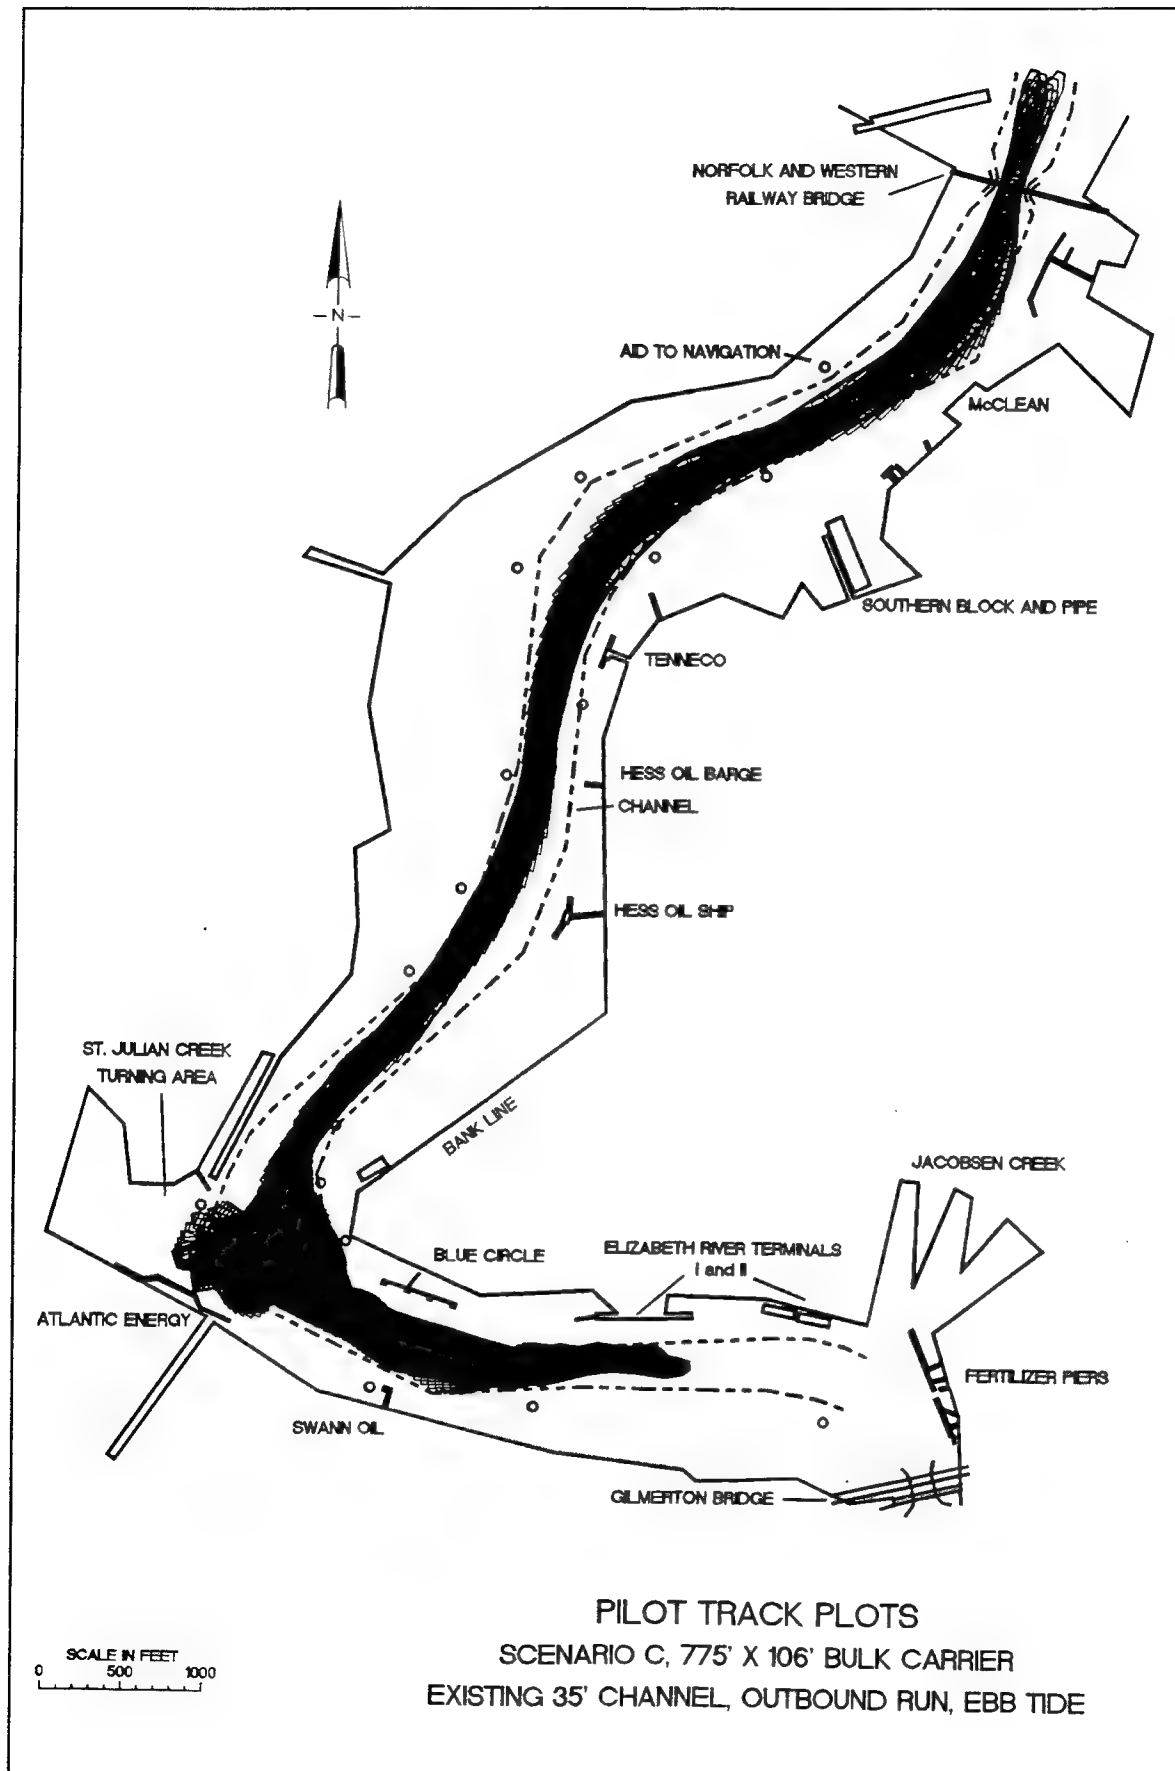 NORFOLK AND WESTERN
RAILWAY BRIDGE
-N-
AID TO NAVIGATION
McCLEAN
SOUTHERN BLOCK AND PIPE
TENNECO
HESS OIL BARGE
CHANNEL
HESS OIL SHIP
ST. JULIAN CREEK
TURNING AREA
BANK LINE
JACOBSEN CREEK
ELIZABETH RIVER TERMINALS
I and II
BLUE CIRCLE
ATLANTIC ENERGY
FERTILIZER PIERS
SWANN OIL
GILMERTON BRIDGE
PILOT TRACK PLOTS
SCENARIO C, 775' X 106' BULK CARRIER
EXISTING 35' CHANNEL, OUTBOUND RUN, EBB TIDE
SCALE IN FEET
0 500 1000